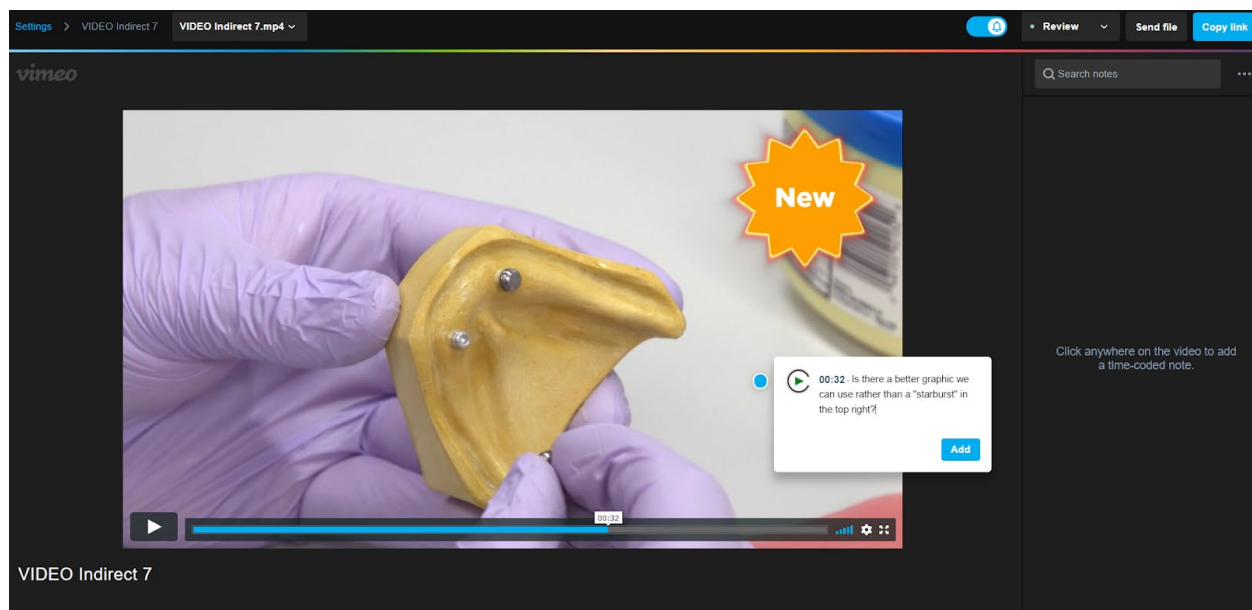 Settings > VIDEO Indirect 7 VIDEO Indirect 7.mp4
Review Send file Copy link
vimeo
Search notes
New
00:32 - Is there a better graphic we
can use rather than a "starburst" in
the top right?
Add
Click anywhere on the video to add
a time-coded note.
00:32
VIDEO Indirect 7